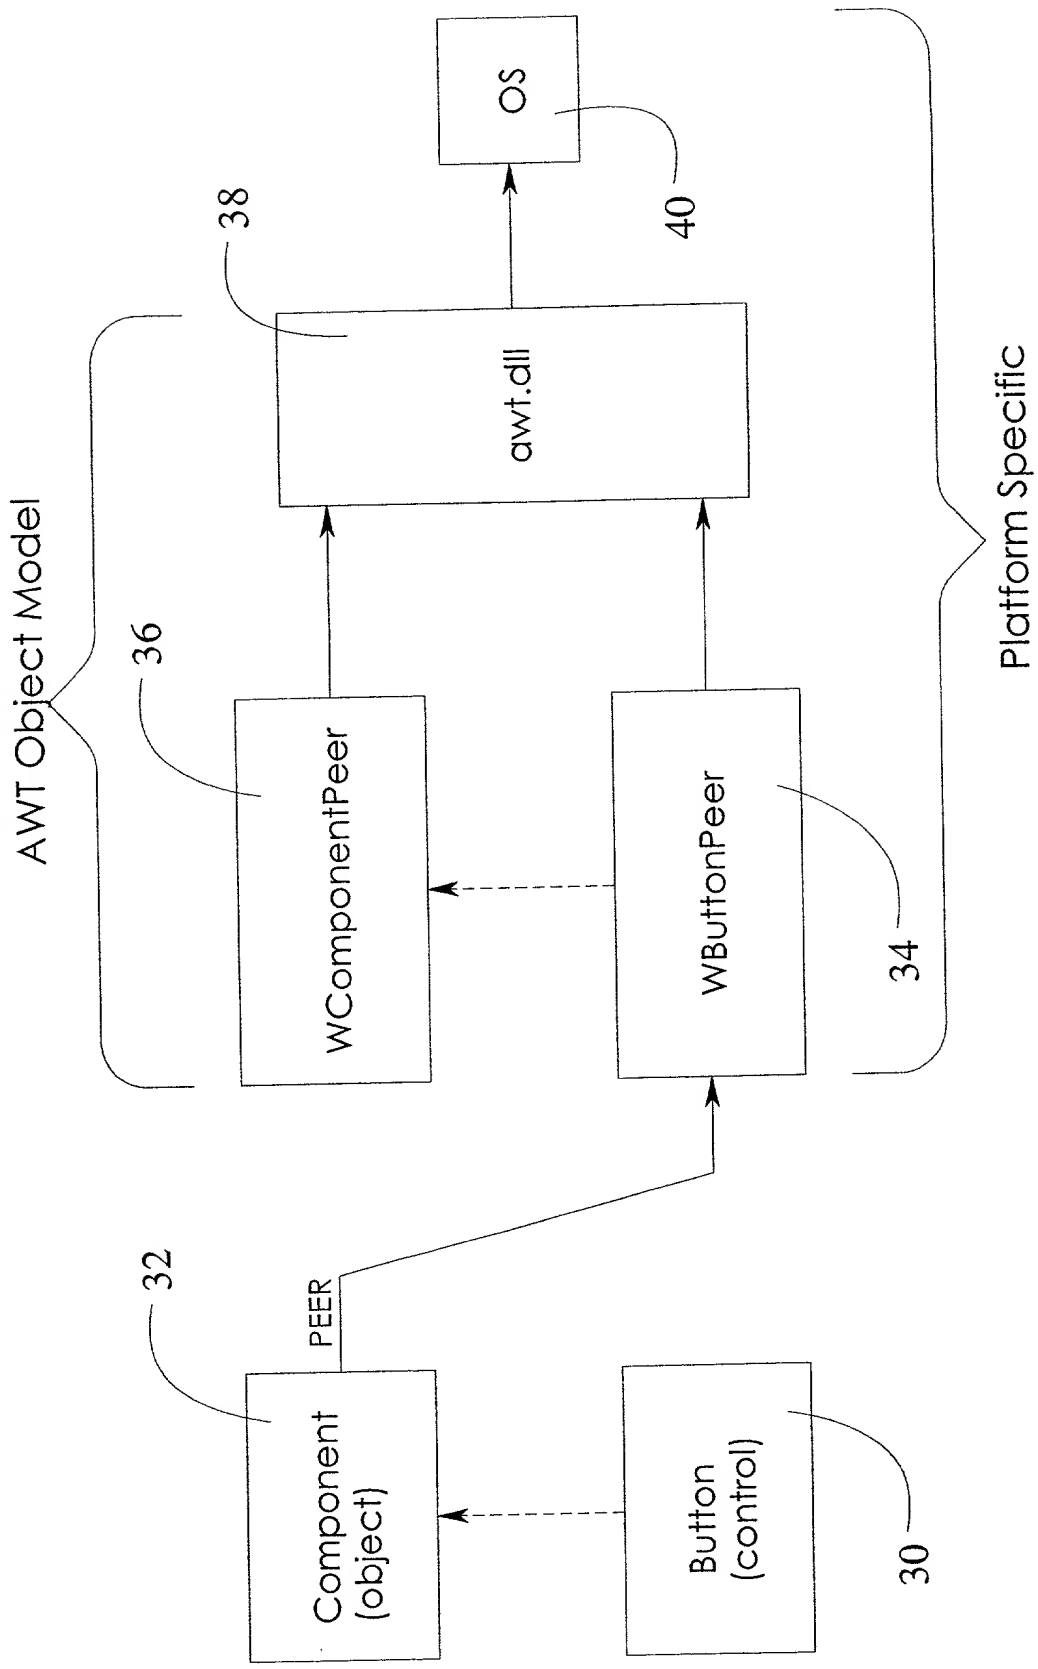 AWT Object Model
32
Component
(object)
PEER
36
WComponentPeer
38
awt.dll
OS
40
Button
(control)
30
WButtonPeer
34
Platform Specific